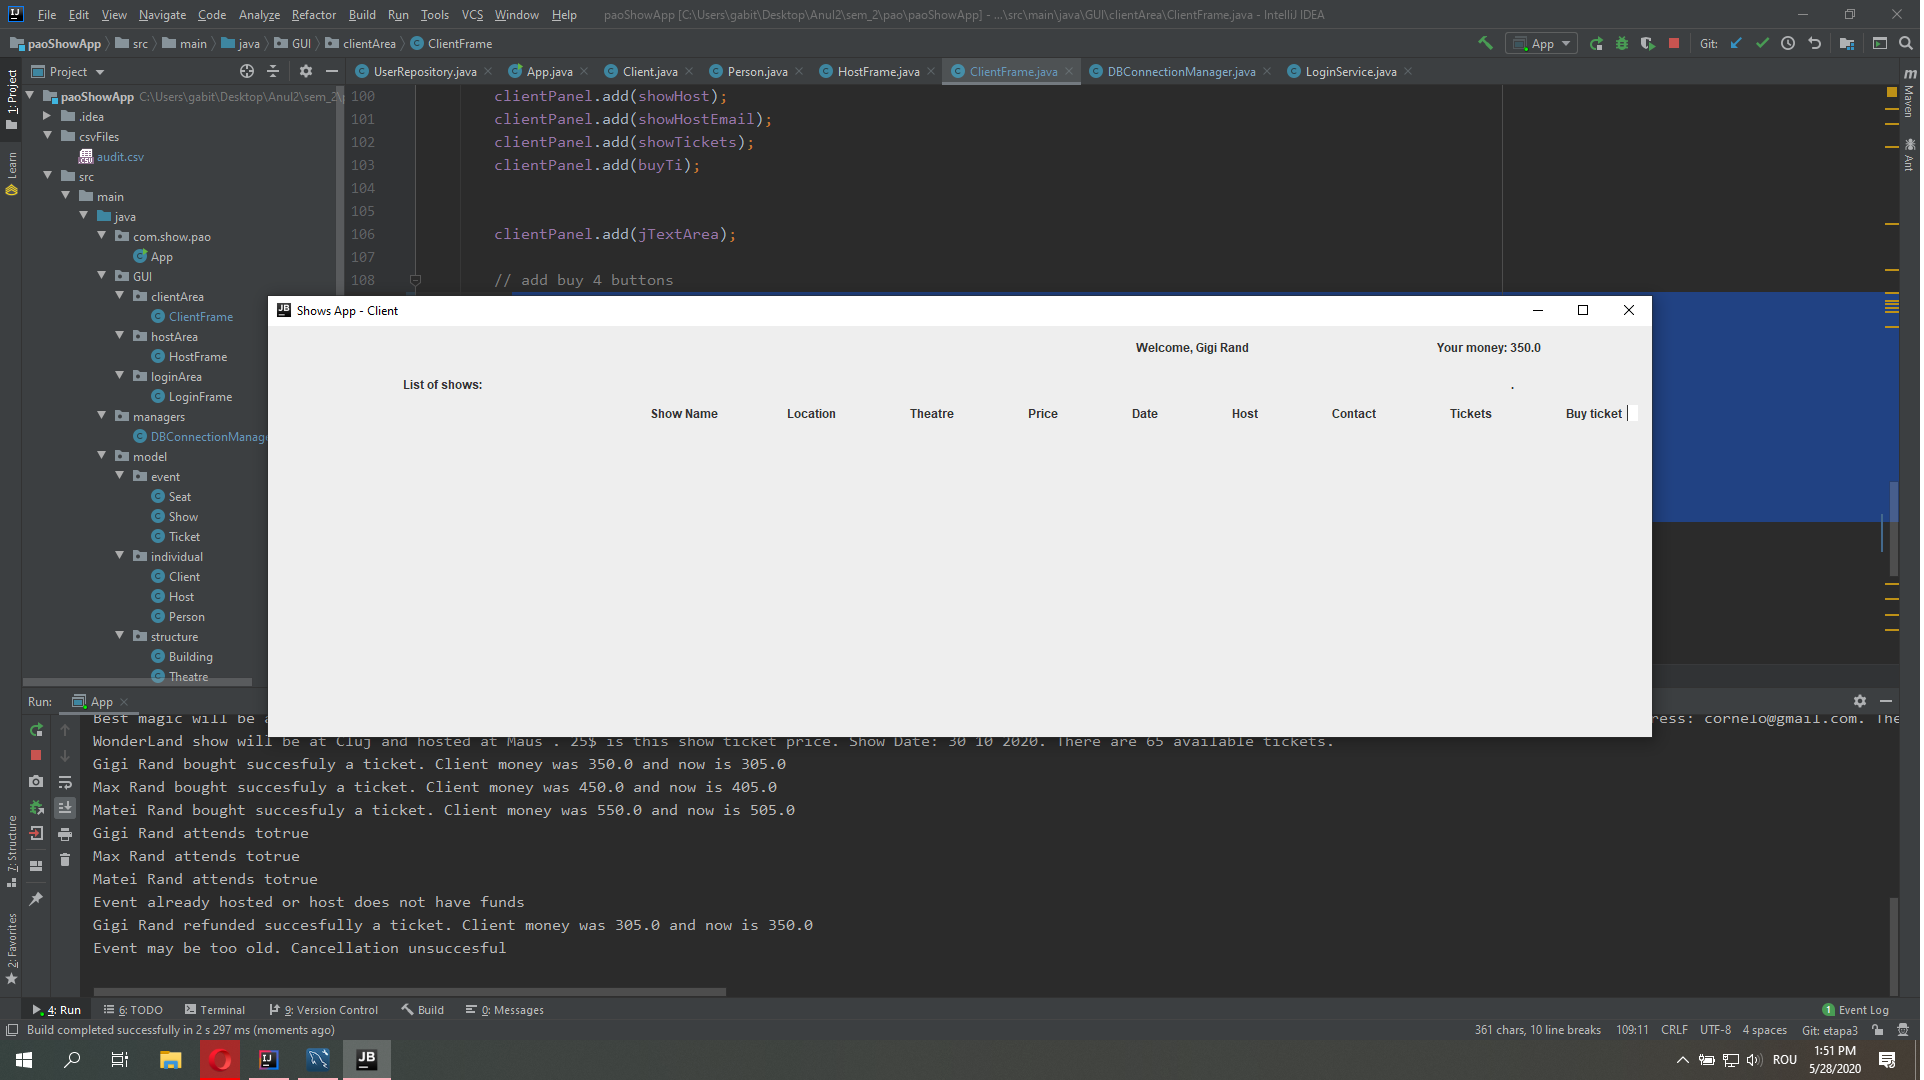 File Edit View Navigate Code Analyze Refactor Build Run Tools VCS Window Help paoShowApp [C:\Users\gabit\Desktop\Anul2\sem_2\pao\paoShowApp] - ...\src\main\java\GUI\clientArea\ClientFrame.java - IntelliJ IDEA
paoShowApp src main java GUI clientArea ClientFrame App Git:
Project UserRepository.java App.java Client.java Person.java HostFrame.java ClientFrame.java DBConnectionManager.java LoginService.java
1: Project
Learn
7: Structure
2: Favorites
Maven
Ant
paoShowApp C:\Users\gabit\Desktop\Anul2\sem_2\
.idea
csvFiles
audit.csv
src
main
java
com.show.pao
App
GUI
clientArea
ClientFrame
hostArea
HostFrame
loginArea
LoginFrame
managers
DBConnectionManage
model
event
Seat
Show
Ticket
individual
Client
Host
Person
structure
Building
Theatre
100 clientPanel.add(showHost);
101 clientPanel.add(showHostEmail);
102 clientPanel.add(showTickets);
103 clientPanel.add(buyTi);
104
105
106 clientPanel.add(jTextArea);
107
108 // add buy 4 buttons
Shows App - Client
Welcome, Gigi Rand Your money: 350.0
List of shows: .
Show Name Location Theatre Price Date Host Contact Tickets Buy ticket
Run: App
Best magic will be a ress: cornelo@gmail.com. The
WonderLand show will be at Cluj and hosted at Maus . 25$ is this show ticket price. Show Date: 30 10 2020. There are 65 available tickets.
Gigi Rand bought succesfuly a ticket. Client money was 350.0 and now is 305.0
Max Rand bought succesfuly a ticket. Client money was 450.0 and now is 405.0
Matei Rand bought succesfuly a ticket. Client money was 550.0 and now is 505.0
Gigi Rand attends totrue
Max Rand attends totrue
Matei Rand attends totrue
Event already hosted or host does not have funds
Gigi Rand refunded succesfully a ticket. Client money was 305.0 and now is 350.0
Event may be too old. Cancellation unsuccesful
4: Run 6: TODO Terminal 9: Version Control Build 0: Messages 1 Event Log
Build completed successfully in 2 s 297 ms (moments ago) 361 chars, 10 line breaks 109:11 CRLF UTF-8 4 spaces Git: etapa3
ROU
1:51 PM
5/28/2020